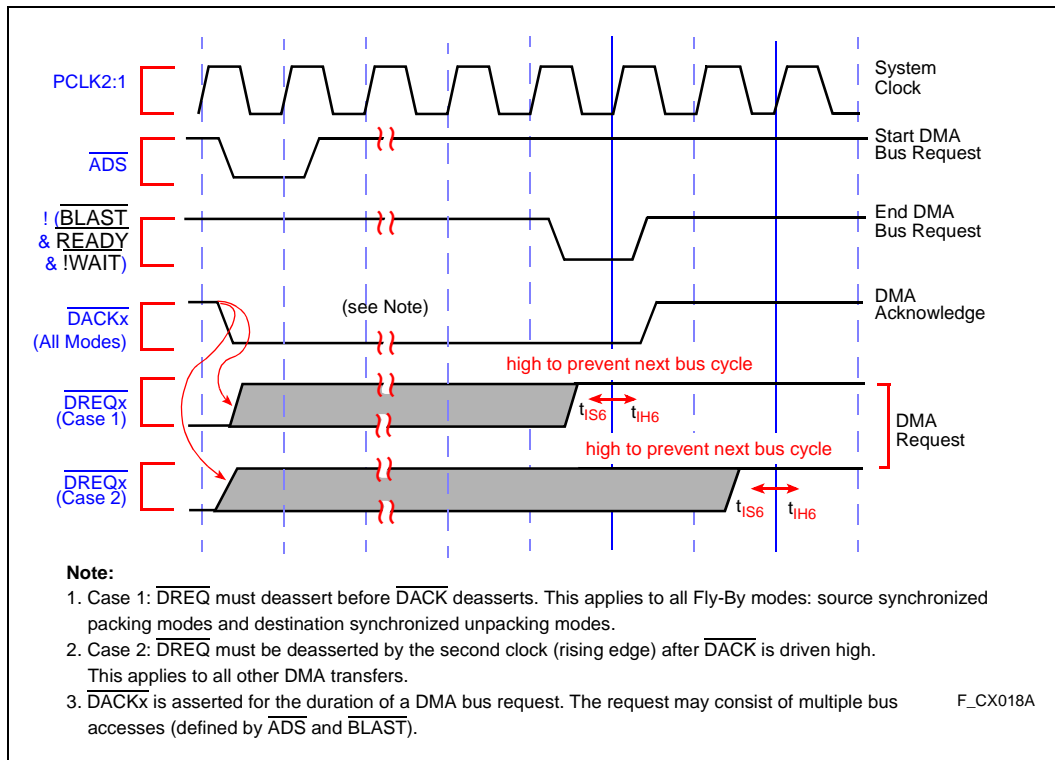 PCLK2:1
System
Clock
ADS
Start DMA
Bus Request
! (BLAST
& READY
& !WAIT)
End DMA
Bus Request
DACKx
(All Modes)
(see Note)
DMA
Acknowledge
high to prevent next bus cycle
DREQx
(Case 1)
tIS6 tIH6
DMA
Request
high to prevent next bus cycle
DREQx
(Case 2)
tIS6 tIH6
Note:
1. Case 1: DREQ must deassert before DACK deasserts. This applies to all Fly-By modes: source synchronized
packing modes and destination synchronized unpacking modes.
2. Case 2: DREQ must be deasserted by the second clock (rising edge) after DACK is driven high.
This applies to all other DMA transfers.
3. DACKx is asserted for the duration of a DMA bus request. The request may consist of multiple bus
accesses (defined by ADS and BLAST).
F_CX018A